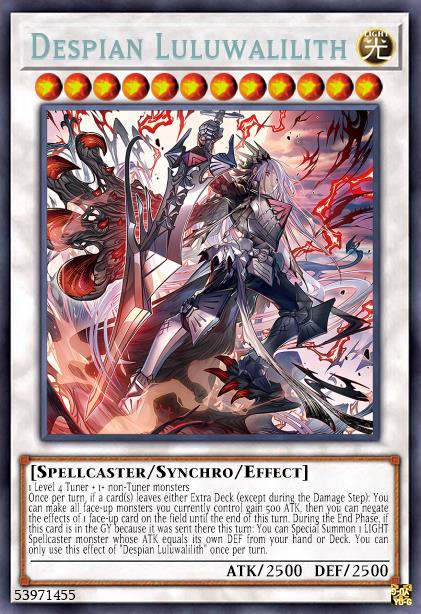 DESPIAN LULUWALILITH
LIGHT
光
[SPELLCASTER/SYNCHRO/EFFECT]
1 Level 4 Tuner + 1+ non-Tuner monsters
Once per turn, if a card(s) leaves either Extra Deck (except during the Damage Step): You
can make all face-up monsters you currently control gain 500 ATK, then you can negate
the effects of 1 face-up card on the field until the end of this turn. During the End Phase, if
this card is in the GY because it was sent there this turn: You can Special Summon 1 LIGHT
Spellcaster monster whose ATK equals its own DEF from your hand or Deck. You can
only use this effect of "Despian Luluwalilith" once per turn.
ATK/2500 DEF/2500
53971455